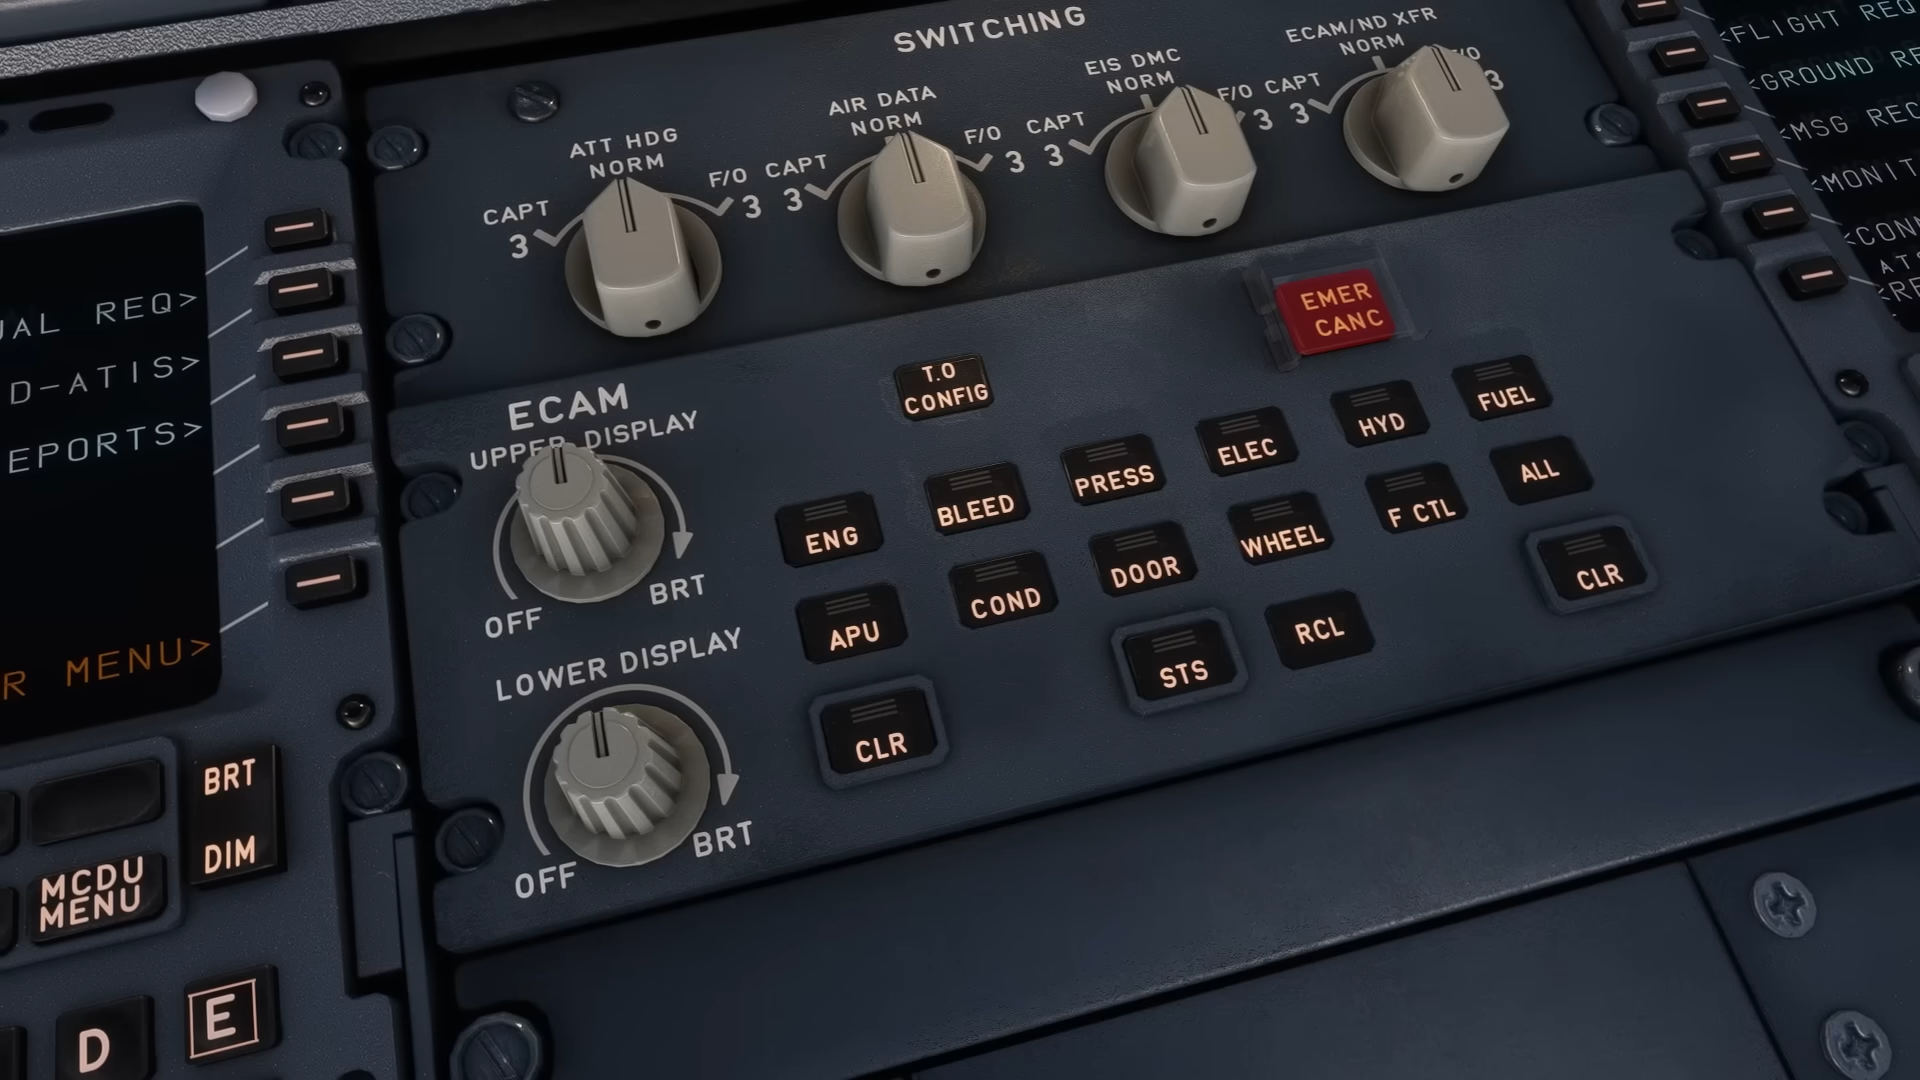 SWITCHING
ATT HDG
NORM
CAPT
3
F/O
3
AIR DATA
NORM
CAPT
3
F/O
3
EIS DMC
NORM
CAPT
3
F/O
3
ECAM/ND XFR
NORM
CAPT
3
F/O
3
<FLIGHT REQ
<GROUND RE
<MSG REC
<MONIT
<CONN
ATS
<RE
UAL REQ>
D-ATIS>
EPORTS>
R MENU>
ECAM
UPPER DISPLAY
OFF
BRT
LOWER DISPLAY
OFF
BRT
EMER
CANC
T.O
CONFIG
ENG
BLEED
PRESS
ELEC
HYD
FUEL
APU
COND
DOOR
WHEEL
F CTL
ALL
CLR
STS
RCL
CLR
BRT
DIM
MCDU
MENU
D
E